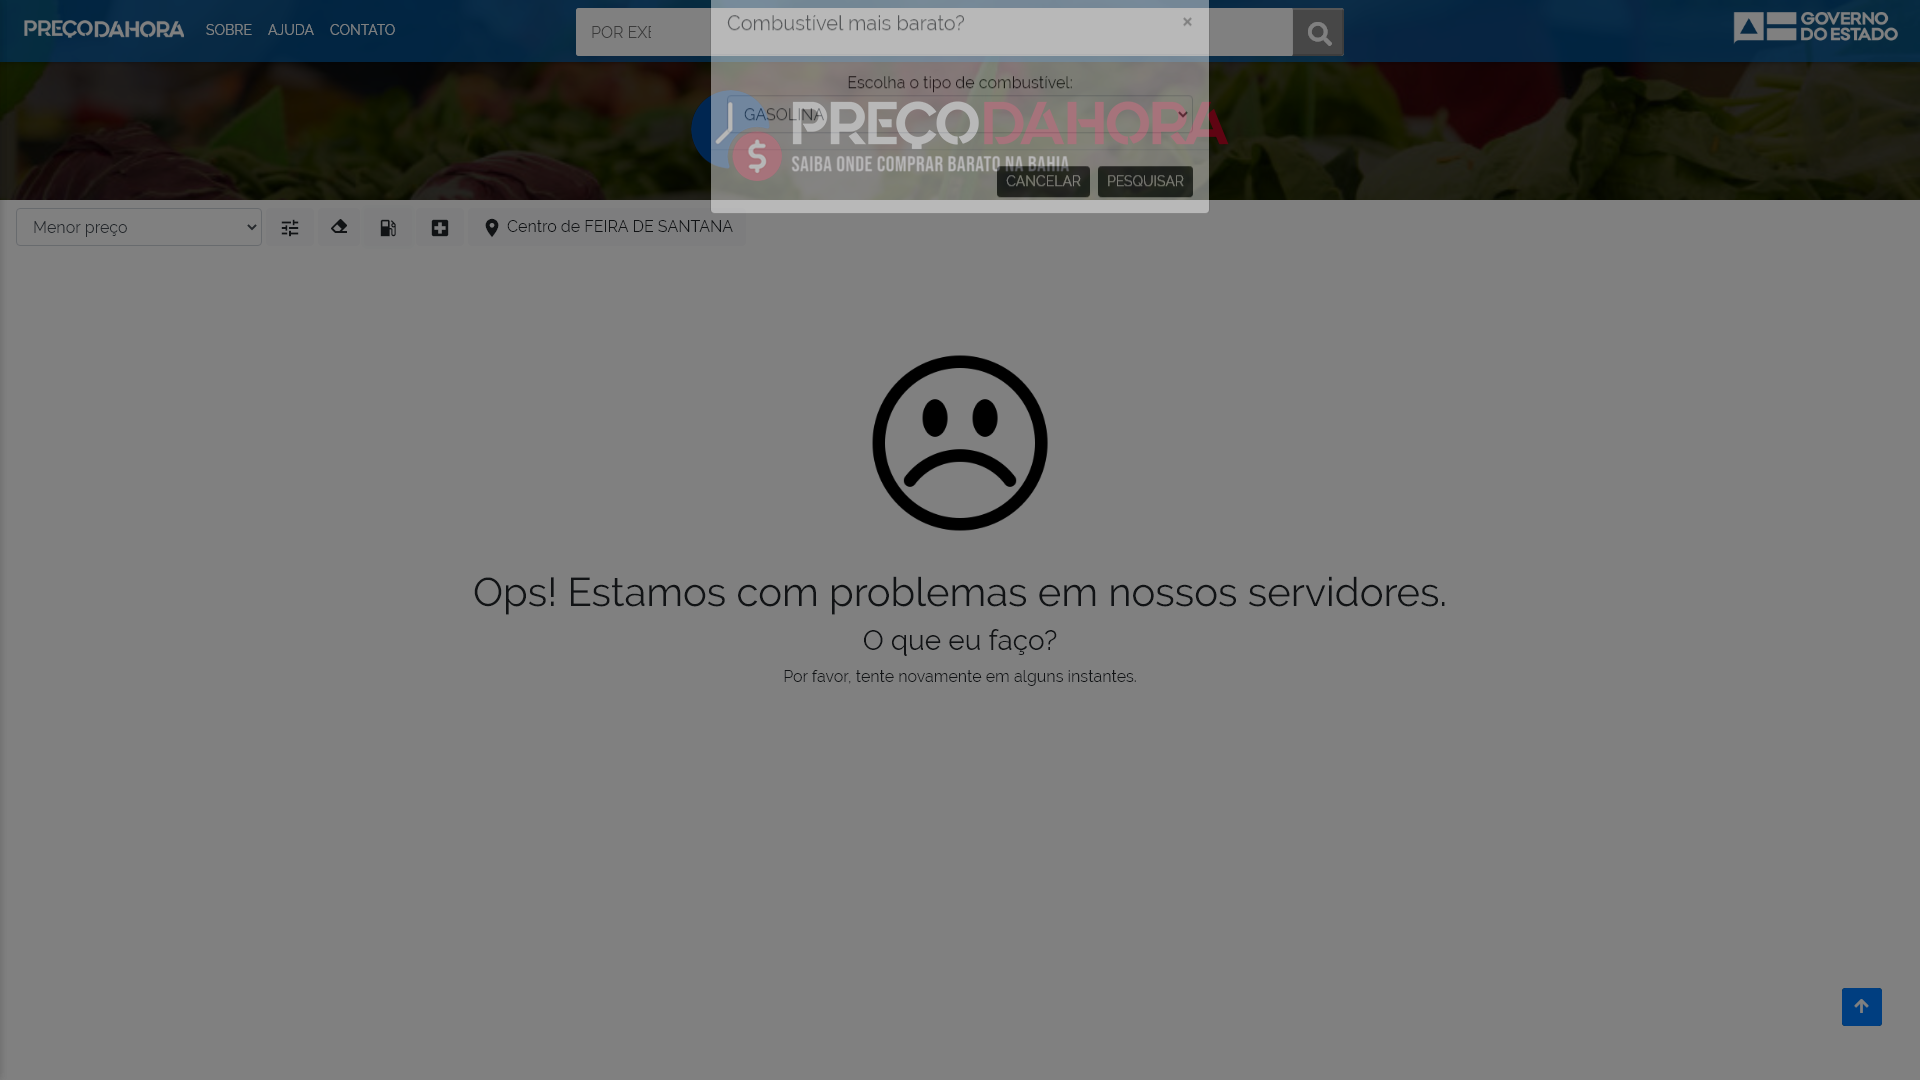 PREÇODAHORA SOBRE AJUDA CONTATO
POR EXE
GOVERNO
DO ESTADO
Combustível mais barato? ×
Escolha o tipo de combustível:
GASOLINA
PREÇODAHORA
SAIBA ONDE COMPRAR BARATO NA BAHIA
$
CANCELAR PESQUISAR
Menor preço
Centro de FEIRA DE SANTANA
Ops! Estamos com problemas em nossos servidores.
O que eu faço?
Por favor, tente novamente em alguns instantes.